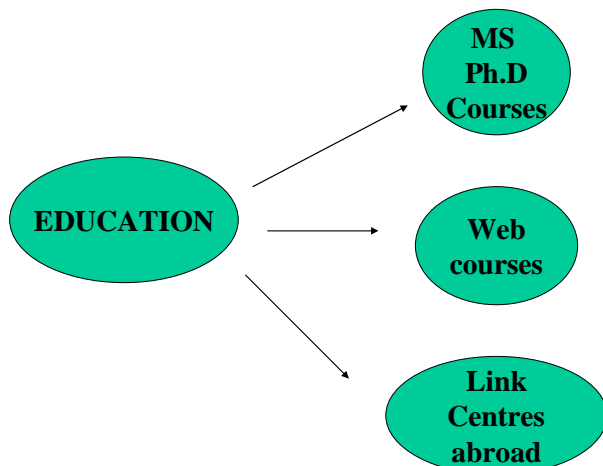 MS
Ph.D
Courses
EDUCATION
Web
courses
Link
Centres
abroad